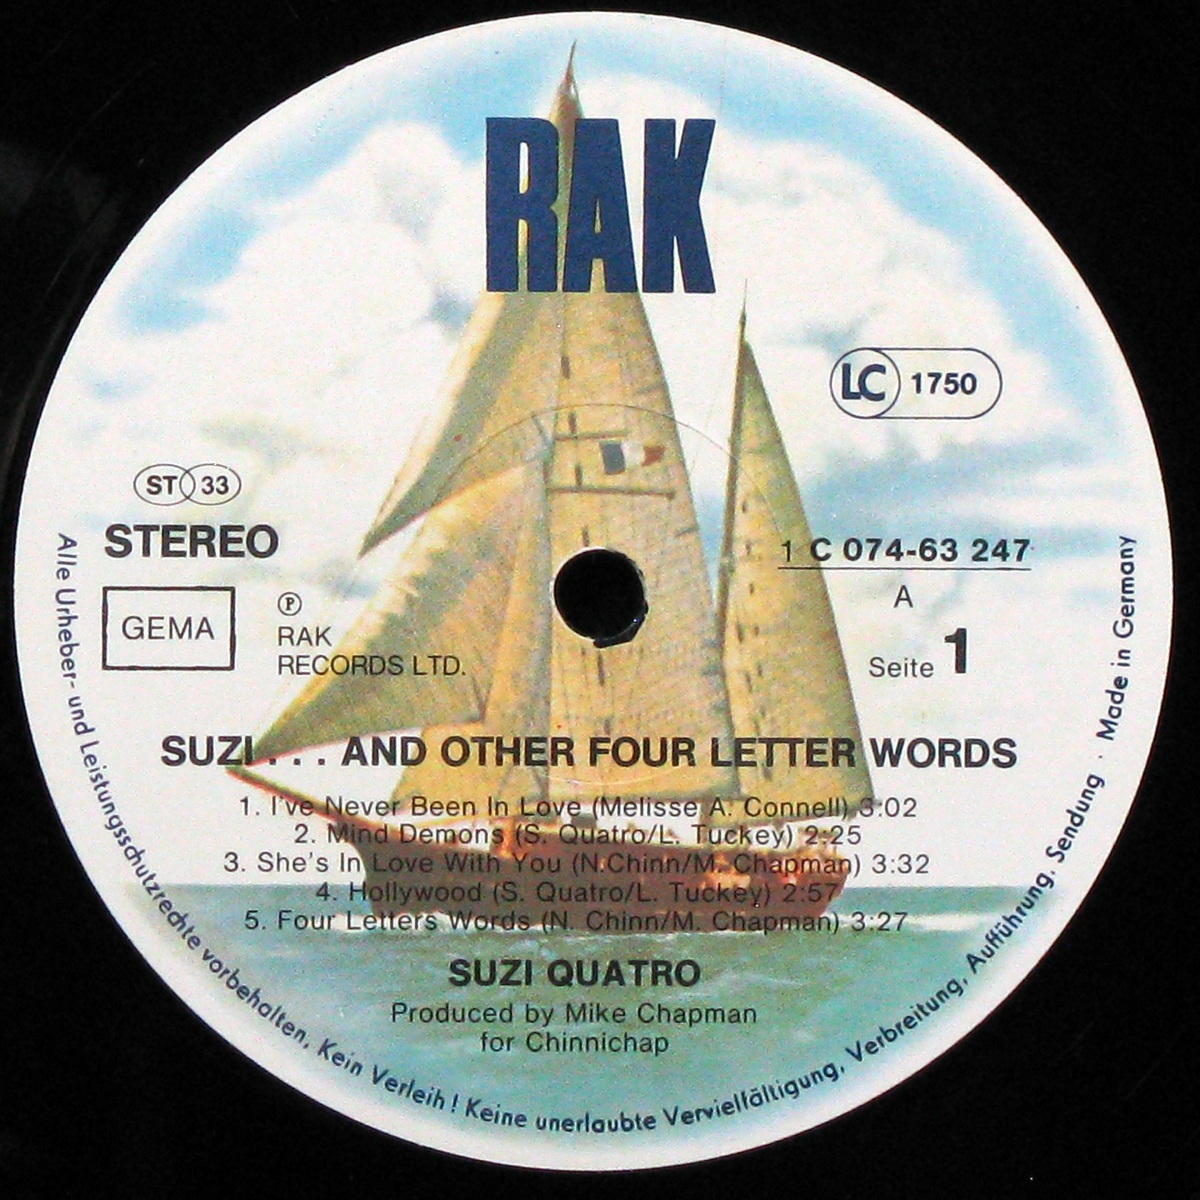 RAK
LC 1750
ST 33
STEREO
GEMA
℗
RAK
RECORDS LTD.
1 C 074-63 247
A
Seite 1
SUZI . . . AND OTHER FOUR LETTER WORDS
1. I've Never Been In Love (Melisse A. Connell) 3:02
2. Mind Demons (S. Quatro/L. Tuckey) 2:25
3. She's In Love With You (N.Chinn/M. Chapman) 3:32
4. Hollywood (S. Quatro/L. Tuckey) 2:57
5. Four Letters Words (N. Chinn/M. Chapman) 3:27
SUZI QUATRO
Produced by Mike Chapman
for Chinnichap
Alle Urheber- und Leistungsschutzrechte vorbehalten, Kein Verleih! Keine unerlaubte Vervielfältigung, Verbreitung, Aufführung, Sendung · Made in Germany